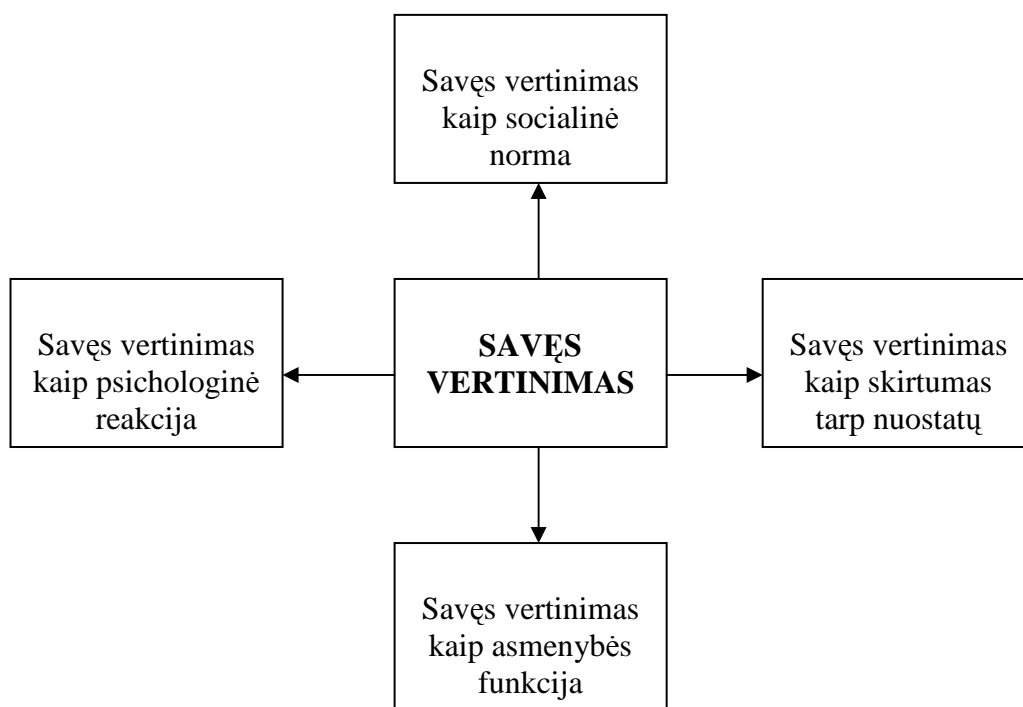 Savęs vertinimas
kaip socialinė
norma
Savęs vertinimas
kaip psichologinė
reakcija
SAVĘS
VERTINIMAS
Savęs vertinimas
kaip skirtumas
tarp nuostatų
Savęs vertinimas
kaip asmenybės
funkcija